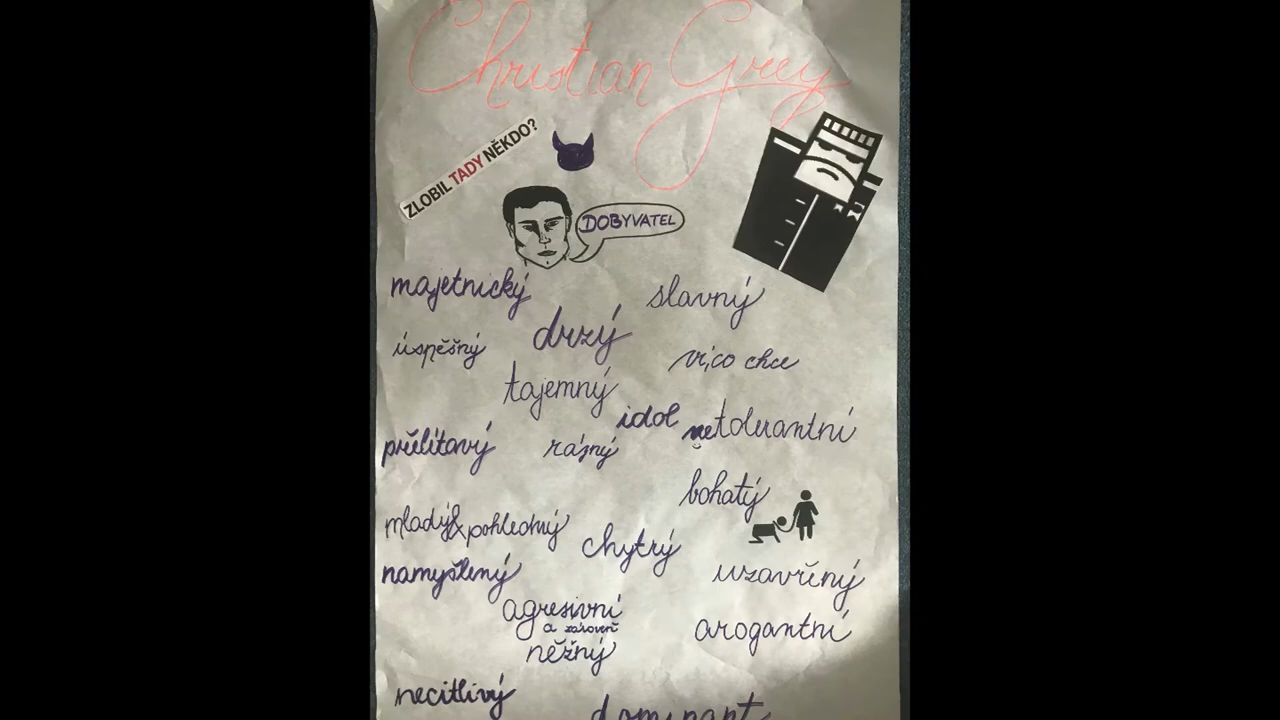 Christian Grey
ZLOBIL TADY NĚKDO?
DOBYVATEL
majetnický
slavný
drzý
úspěšný
ví, co chce
tajemný
idol
netolerantní
přelétavý
rázný
bohatý
mladý & pohledný
chytrý
namyšlený
uzavřený
agresivní
a zároveň
něžný
arogantní
necitlivý
dominant